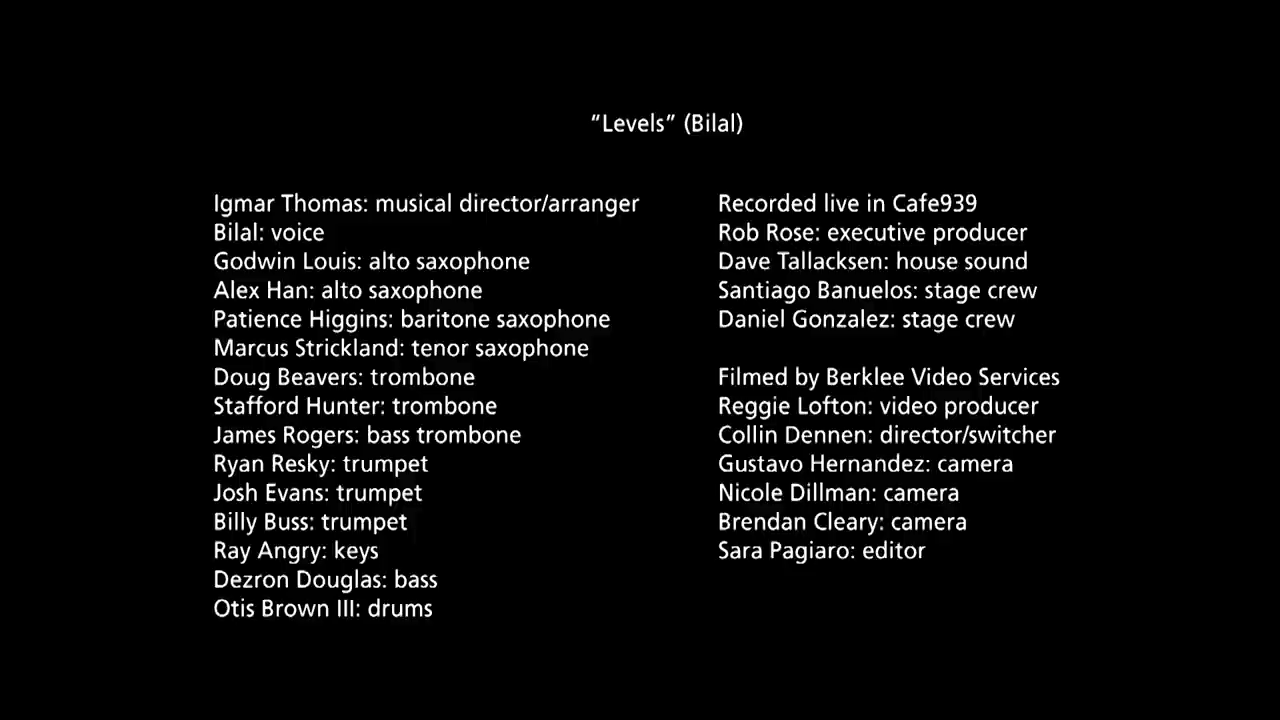 “Levels” (Bilal)
Igmar Thomas: musical director/arranger
Bilal: voice
Godwin Louis: alto saxophone
Alex Han: alto saxophone
Patience Higgins: baritone saxophone
Marcus Strickland: tenor saxophone
Doug Beavers: trombone
Stafford Hunter: trombone
James Rogers: bass trombone
Ryan Resky: trumpet
Josh Evans: trumpet
Billy Buss: trumpet
Ray Angry: keys
Dezron Douglas: bass
Otis Brown III: drums
Recorded live in Cafe939
Rob Rose: executive producer
Dave Tallacksen: house sound
Santiago Banuelos: stage crew
Daniel Gonzalez: stage crew
Filmed by Berklee Video Services
Reggie Lofton: video producer
Collin Dennen: director/switcher
Gustavo Hernandez: camera
Nicole Dillman: camera
Brendan Cleary: camera
Sara Pagiaro: editor